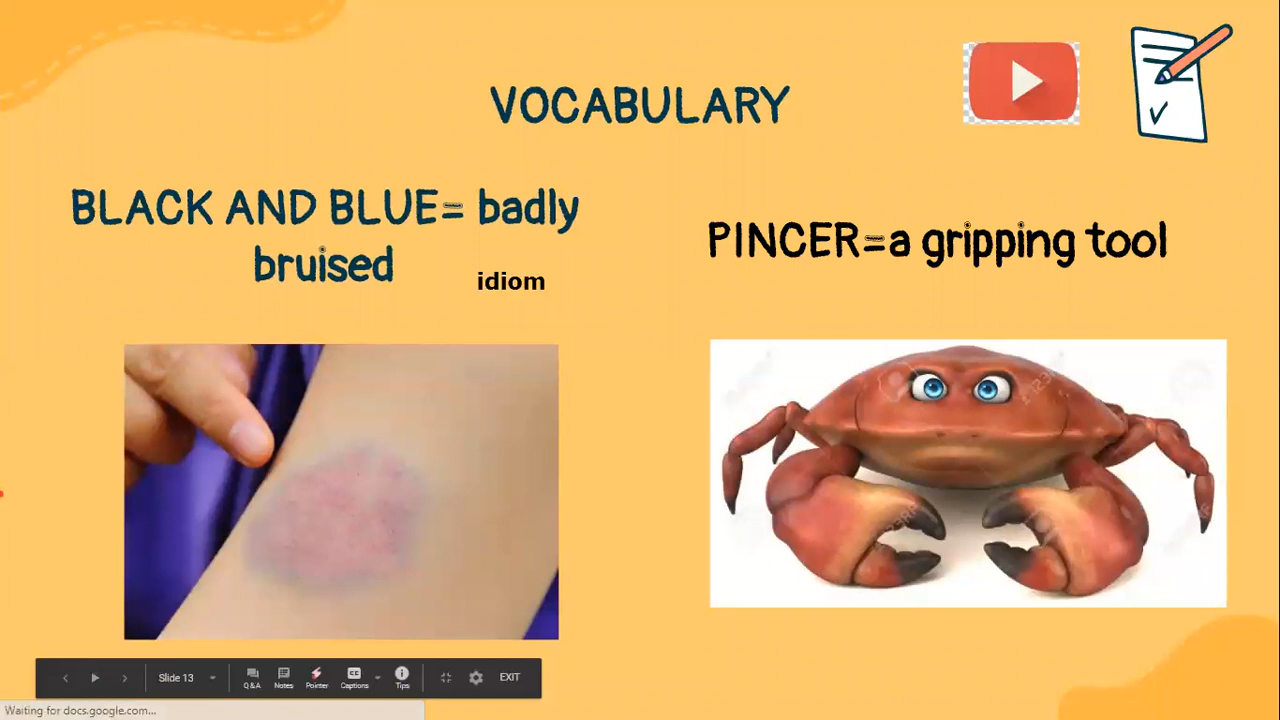 VOCABULARY
BLACK AND BLUE= badly
bruised
idiom
PINCER=a gripping tool
Slide 13
Q&A
Notes
Pointer
CC
Captions
Tips
EXIT
Waiting for docs.google.com...